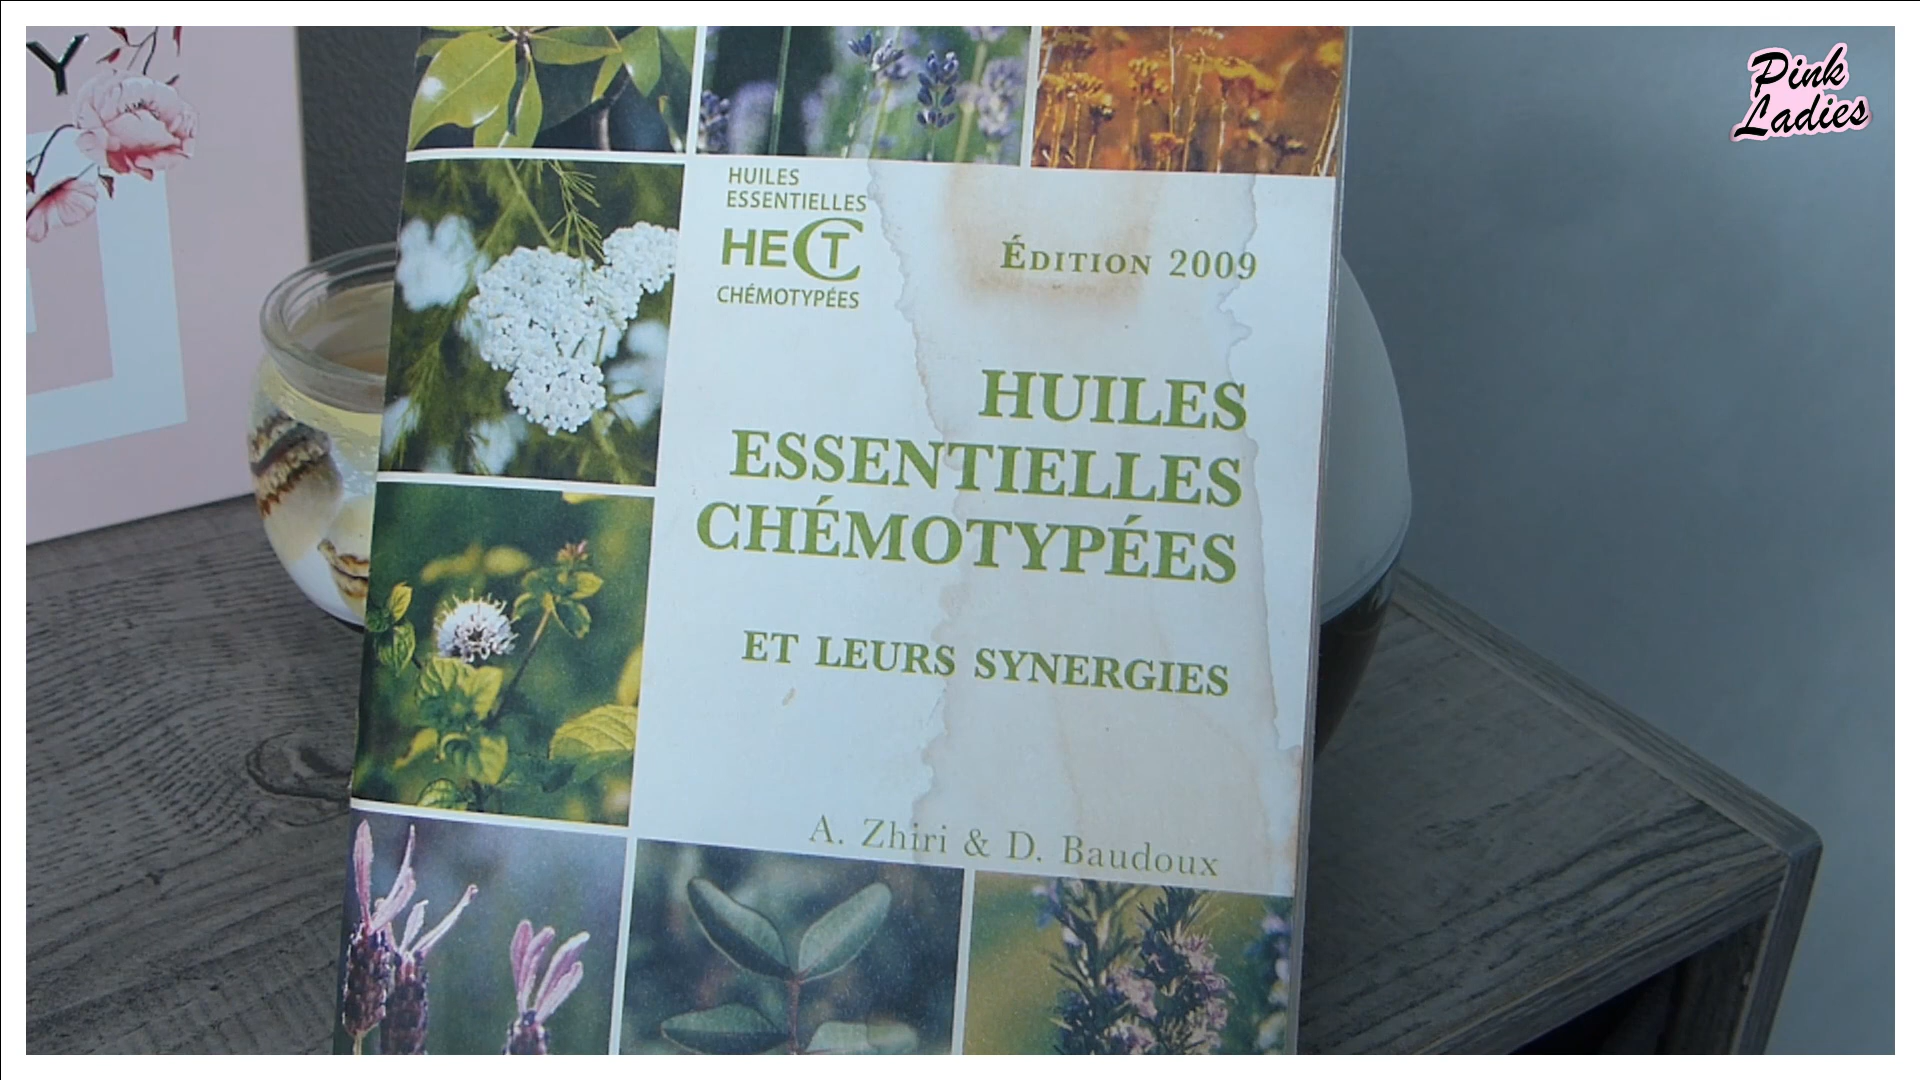 Y
Pink
Ladies
HUILES
ESSENTIELLES
HECT
CHÉMOTYPÉES
ÉDITION 2009
HUILES
ESSENTIELLES
CHÉMOTYPÉES
ET LEURS SYNERGIES
A. Zhiri & D. Baudoux